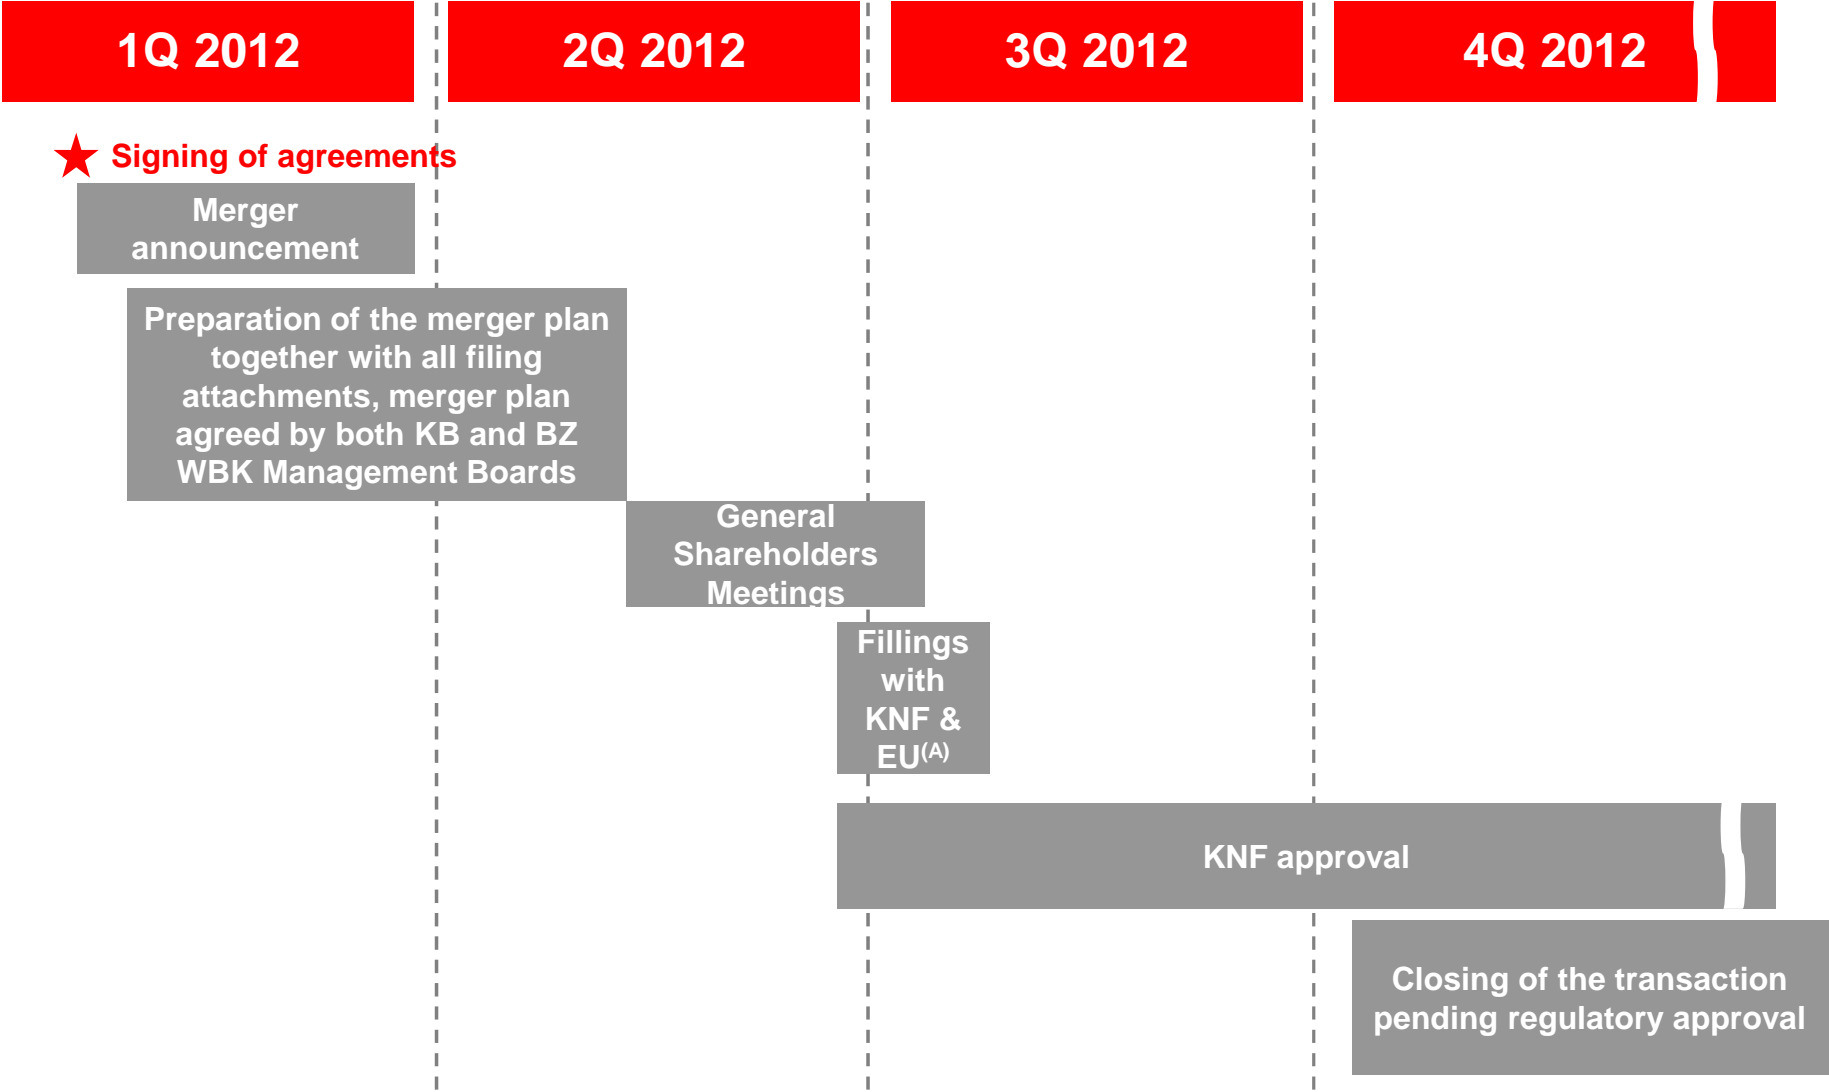 1Q 2012
2Q 2012
3Q 2012
4Q 2012
Signing of agreements
Merger
announcement
Preparation of the merger plan
together with all filing
attachments, merger plan
agreed by both KB and BZ
WBK Management Boards
General
Shareholders
Meetings
Fillings
with
KNF &
EU(A)
KNF approval
Closing of the transaction
pending regulatory approval